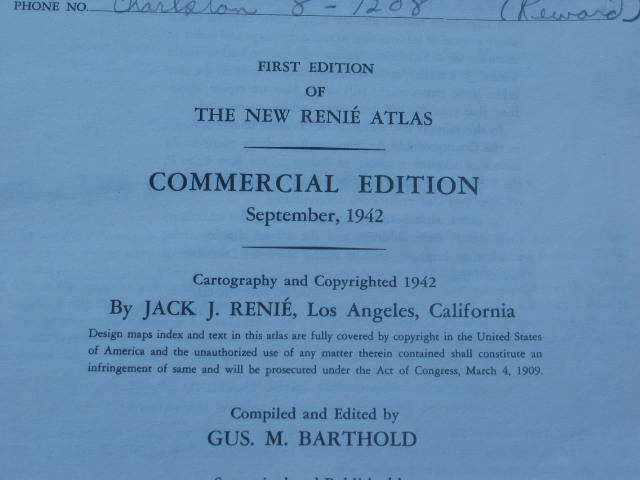 PHONE NO. Charlston 8-1208 (Reward)
FIRST EDITION
OF
THE NEW RENIÉ ATLAS
COMMERCIAL EDITION
September, 1942
Cartography and Copyrighted 1942
By JACK J. RENIÉ, Los Angeles, California
Design maps index and text in this atlas are fully covered by copyright in the United States
of America and the unauthorized use of any matter therein contained shall constitute an
infringement of same and will be prosecuted under the Act of Congress, March 4, 1909.
Compiled and Edited by
GUS. M. BARTHOLD